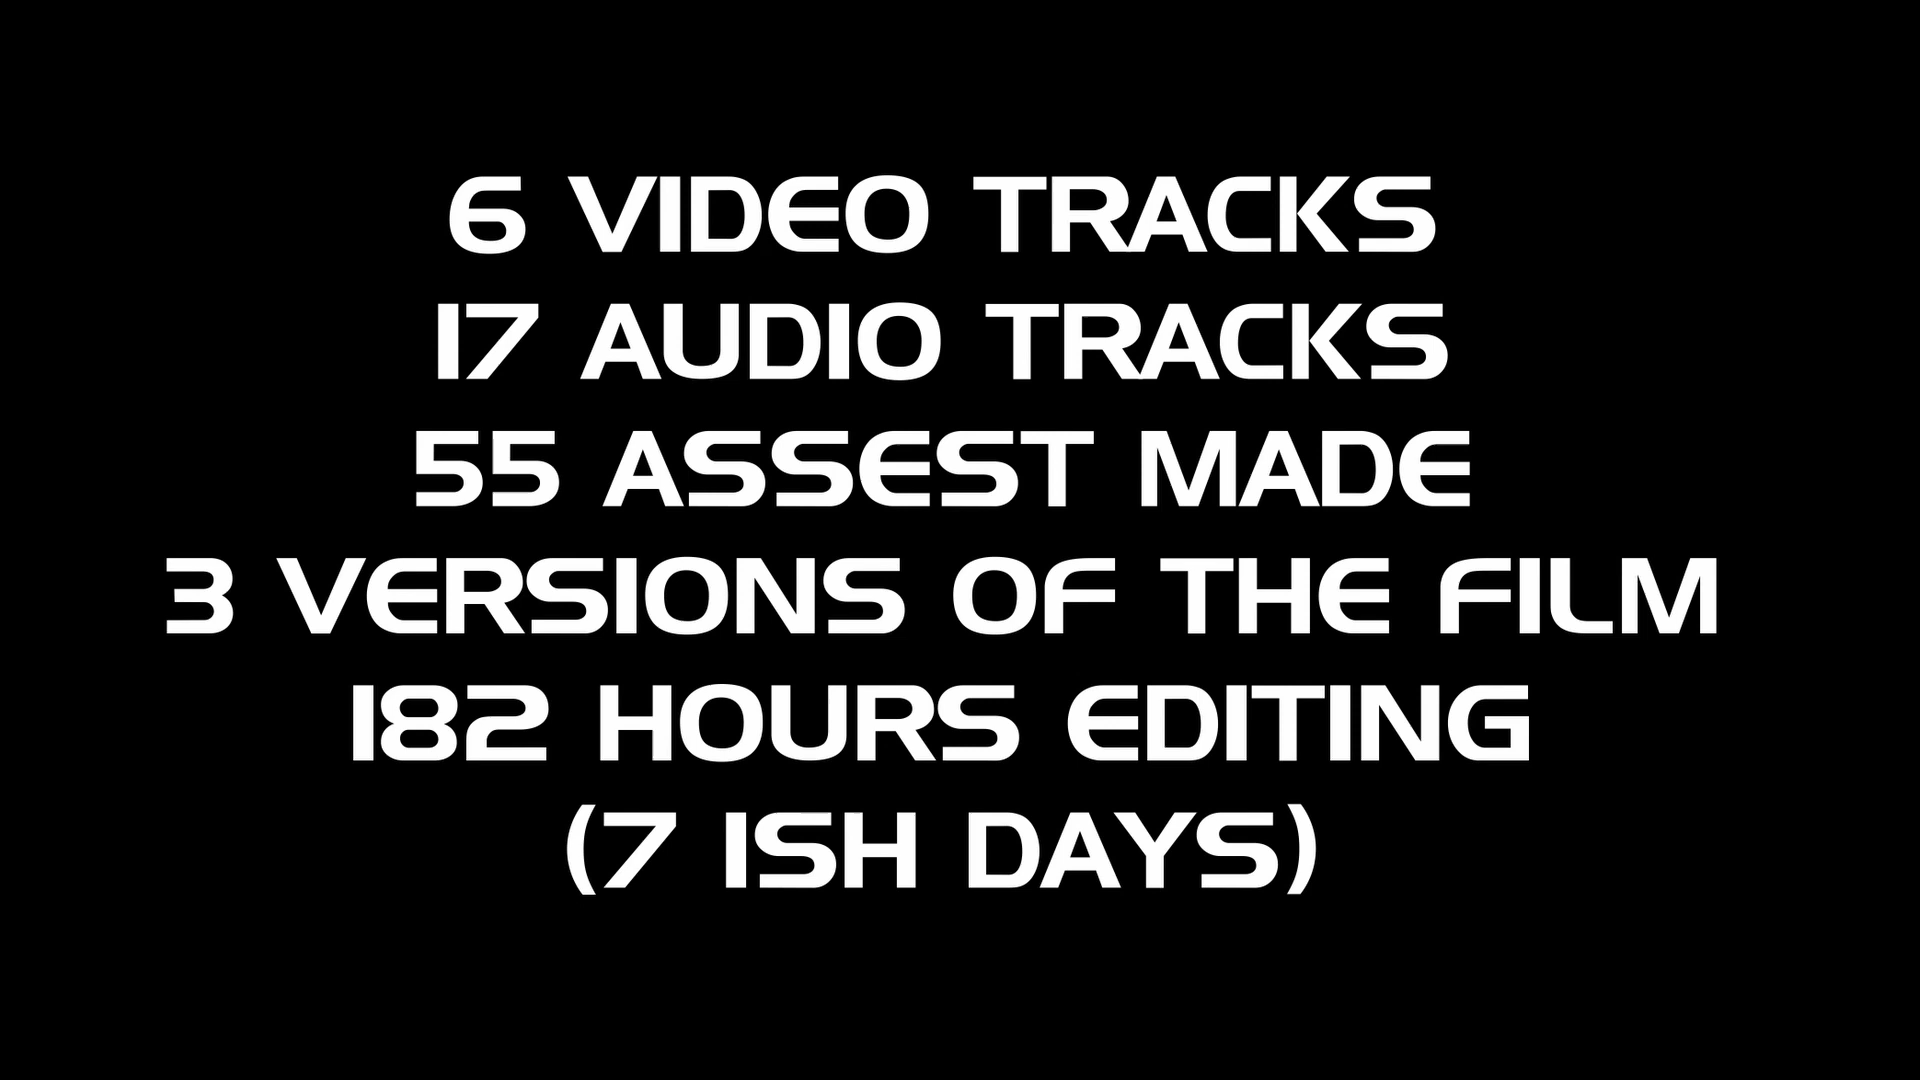 6 VIDEO TRACKS
17 AUDIO TRACKS
55 ASSEST MADE
3 VERSIONS OF THE FILM
182 HOURS EDITING
(7 ISH DAYS)